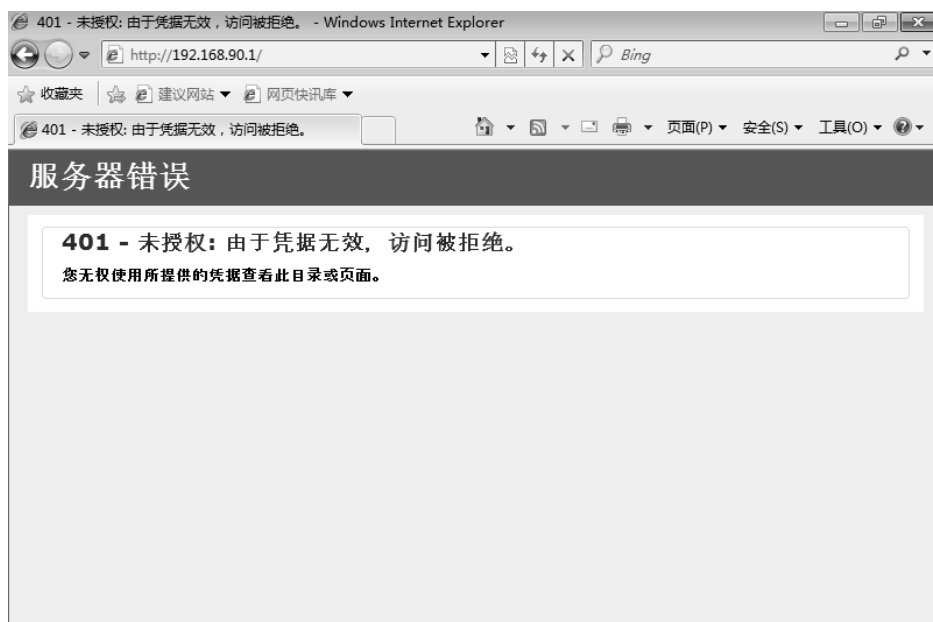 401 - 未授权: 由于凭据无效，访问被拒绝。 - Windows Internet Explorer
http://192.168.90.1/
Bing
收藏夹
建议网站
网页快讯库
401 - 未授权: 由于凭据无效，访问被拒绝。
页面(P)
安全(S)
工具(O)
服务器错误
401 - 未授权: 由于凭据无效，访问被拒绝。
您无权使用所提供的凭据查看此目录或页面。